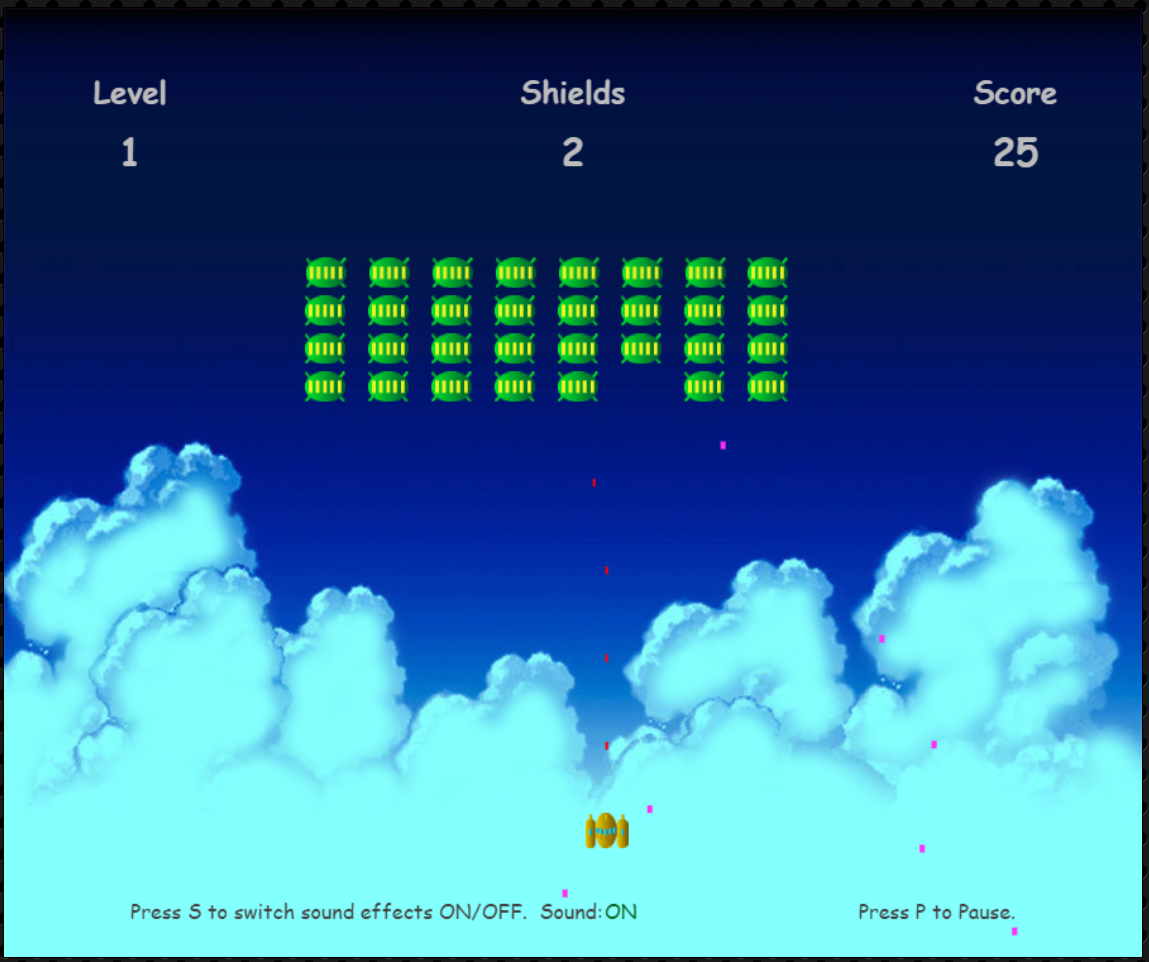 Level
Shields
Score
1
2
25
Press S to switch sound effects ON/OFF. Sound:ON
Press P to Pause.